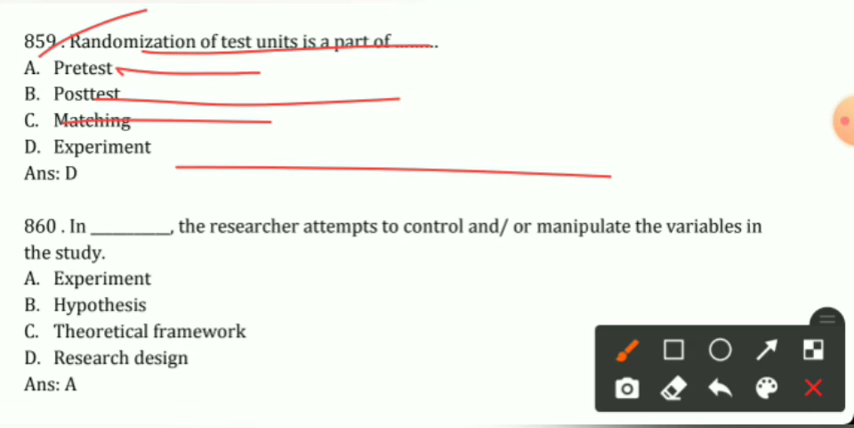 859 . Randomization of test units is a part of ………
A. Pretest
B. Posttest
C. Matching
D. Experiment
Ans: D
860 . In _________, the researcher attempts to control and/ or manipulate the variables in
the study.
A. Experiment
B. Hypothesis
C. Theoretical framework
D. Research design
Ans: A